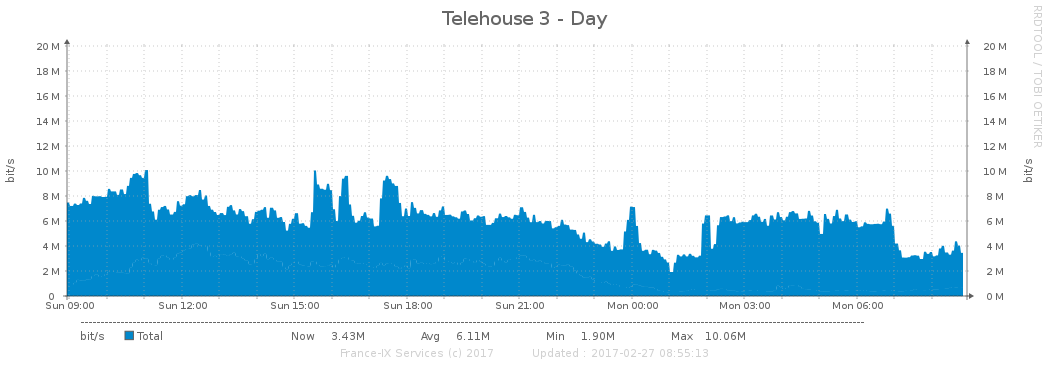 Telehouse 3 - Day
RRDTOOL / TOBI OETIKER
20 M 20 M
18 M 18 M
16 M 16 M
14 M 14 M
12 M 12 M
10 M 10 M
8 M 8 M
6 M 6 M
4 M 4 M
2 M 2 M
0 0 M
bit/s bit/s
Sun 09:00 Sun 12:00 Sun 15:00 Sun 18:00 Sun 21:00 Mon 00:00 Mon 03:00 Mon 06:00
bit/s Total Now 3.43M Avg 6.11M Min 1.90M Max 10.06M
France-IX Services (c) 2017 Updated : 2017-02-27 08:55:13